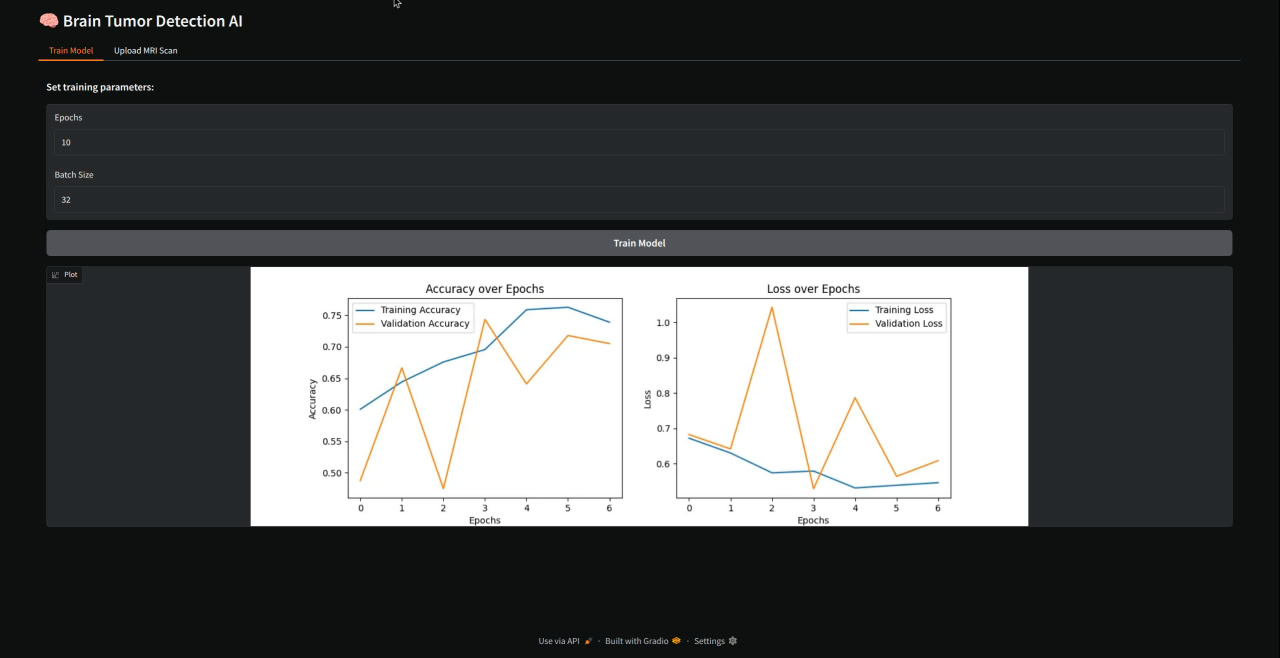 🧠 Brain Tumor Detection AI
Train Model Upload MRI Scan
Set training parameters:
Epochs
10
Batch Size
32
Train Model
Plot
Accuracy over Epochs
Training Accuracy
Validation Accuracy
0.75
0.70
0.65
0.60
0.55
0.50
Accuracy
0 1 2 3 4 5 6
Epochs
Loss over Epochs
Training Loss
Validation Loss
1.0
0.9
0.8
0.7
0.6
Loss
0 1 2 3 4 5 6
Epochs
Use via API · Built with Gradio · Settings